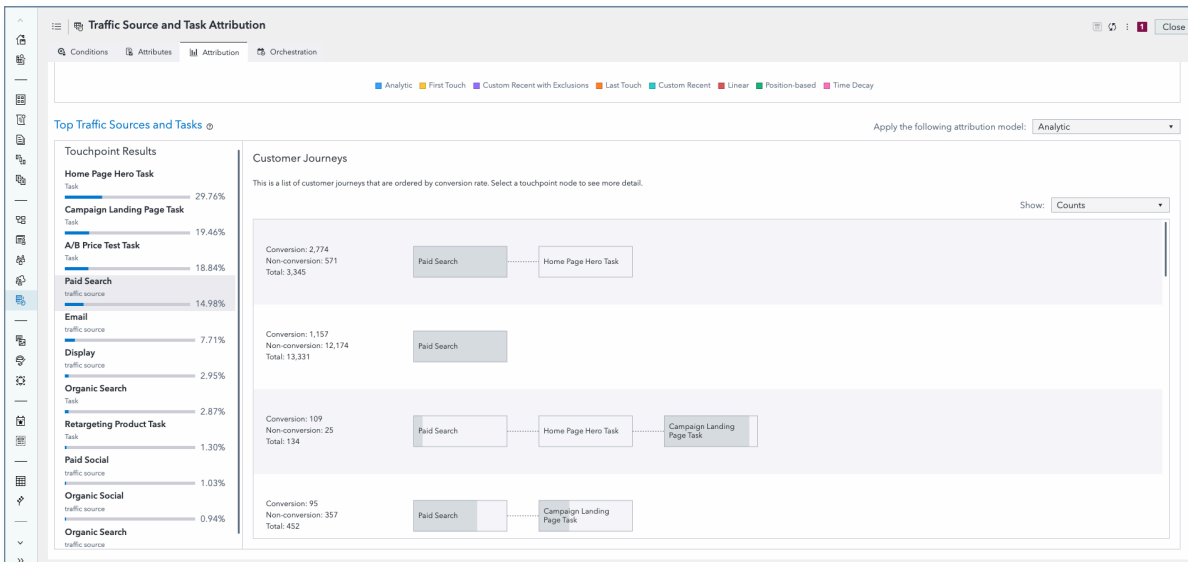 Traffic Source and Task Attribution
1
Close
Conditions
Attributes
Attribution
Orchestration
Analytic
First Touch
Custom Recent with Exclusions
Last Touch
Custom Recent
Linear
Position-based
Time Decay
Top Traffic Sources and Tasks
Apply the following attribution model:
Analytic
Touchpoint Results
Home Page Hero Task
Task
29.76%
Campaign Landing Page Task
Task
19.46%
A/B Price Test Task
Task
18.84%
Paid Search
traffic source
14.98%
Email
traffic source
7.71%
Display
traffic source
2.95%
Organic Search
Task
2.87%
Retargeting Product Task
Task
1.30%
Paid Social
traffic source
1.03%
Organic Social
traffic source
0.94%
Organic Search
traffic source
Customer Journeys
This is a list of customer journeys that are ordered by conversion rate. Select a touchpoint node to see more detail.
Show:
Counts
Conversion: 2,774
Non-conversion: 571
Total: 3,345
Paid Search
Home Page Hero Task
Conversion: 1,157
Non-conversion: 12,174
Total: 13,331
Paid Search
Conversion: 109
Non-conversion: 25
Total: 134
Paid Search
Home Page Hero Task
Campaign Landing
Page Task
Conversion: 95
Non-conversion: 357
Total: 452
Paid Search
Campaign Landing
Page Task